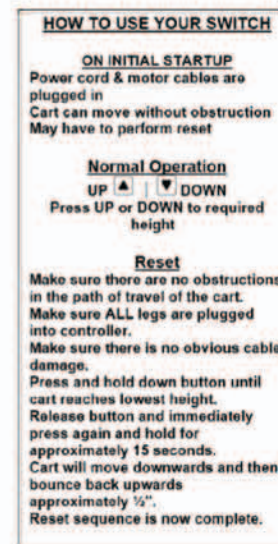 HOW TO USE YOUR SWITCH
ON INITIAL STARTUP
Power cord & motor cables are
plugged in
Cart can move without obstruction
May have to perform reset
Normal Operation
UP ▲ | ▼ DOWN
Press UP or DOWN to required
height
Reset
Make sure there are no obstructions
in the path of travel of the cart.
Make sure ALL legs are plugged
into controller.
Make sure there is no obvious cable
damage.
Press and hold down button until
cart reaches lowest height.
Release button and immediately
press again and hold for
approximately 15 seconds.
Cart will move downwards and then
bounce back upwards
approximately ½".
Reset sequence is now complete.